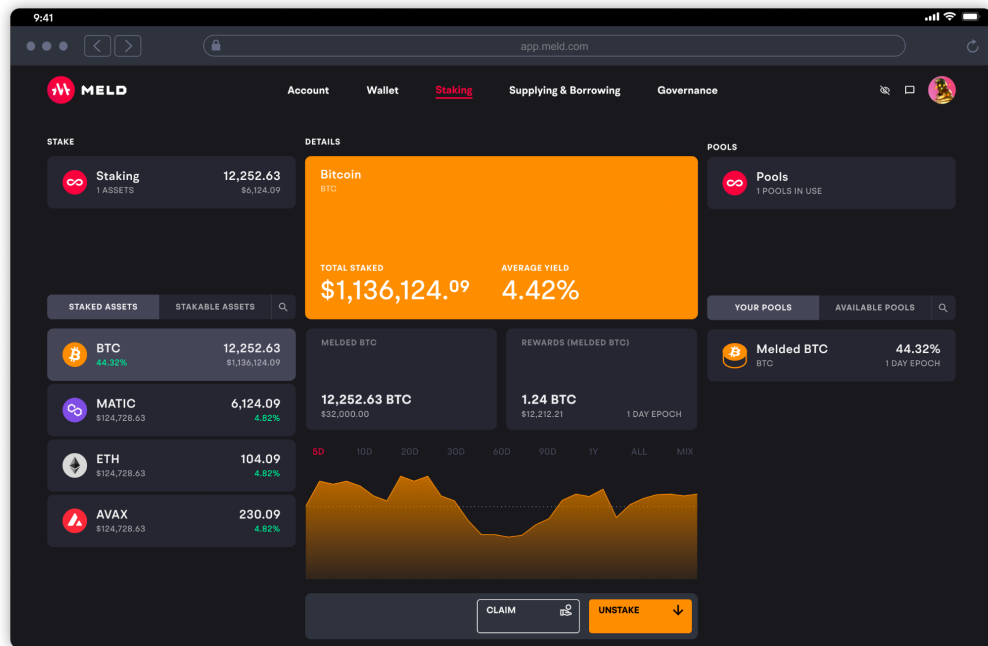 9:41
app.meld.com
MELD
Account Wallet Staking Supplying & Borrowing Governance
STAKE
Staking 12,252.63
1 ASSETS $6,124.09
STAKED ASSETS STAKABLE ASSETS
BTC 12,252.63
44.32% $1,136,124.09
MATIC 6,124.09
$124,728.63 4.82%
ETH 104.09
$124,728.63 4.82%
AVAX 230.09
$124,728.63 4.82%
DETAILS
Bitcoin
BTC
TOTAL STAKED AVERAGE YIELD
$1,136,124.09 4.42%
MELDED BTC
12,252.63 BTC
$32,000.00
REWARDS (MELDED BTC)
1.24 BTC
$12,212.21 1 DAY EPOCH
5D 10D 20D 30D 60D 90D 1Y ALL MIX
CLAIM UNSTAKE
POOLS
Pools
1 POOLS IN USE
YOUR POOLS AVAILABLE POOLS
Melded BTC 44.32%
BTC 1 DAY EPOCH